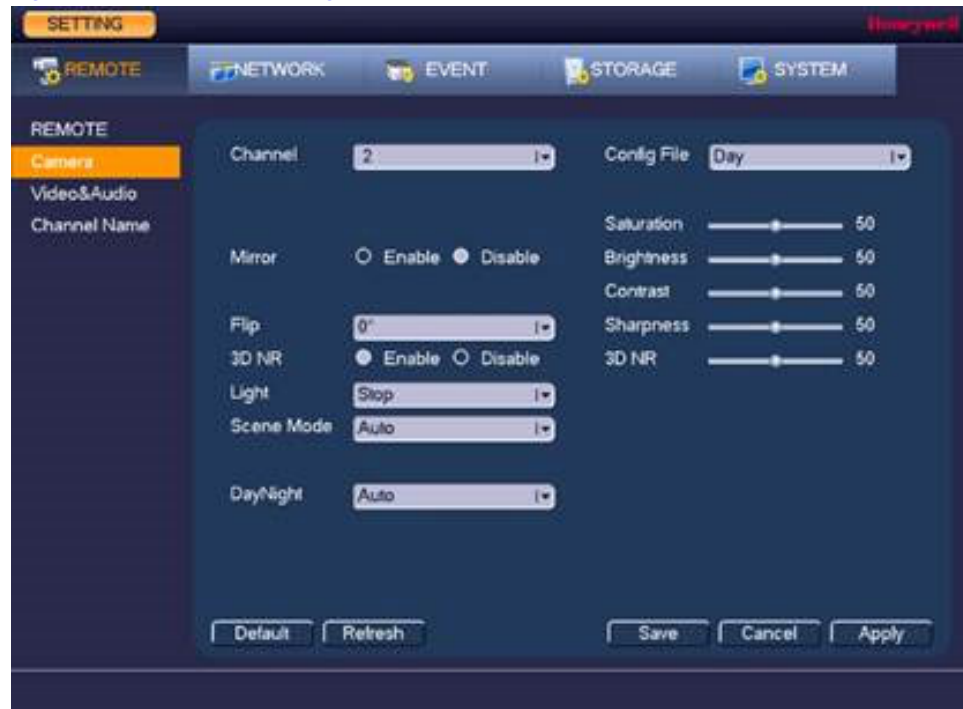 SETTING
Honeywell
REMOTE NETWORK EVENT STORAGE SYSTEM
REMOTE
Camera
Video&Audio
Channel Name
Channel 2 Config File Day
Saturation 50
Mirror Enable Disable Brightness 50
Contrast 50
Flip 0° Sharpness 50
3D NR Enable Disable 3D NR 50
Light Stop
Scene Mode Auto
DayNight Auto
Default Refresh Save Cancel Apply